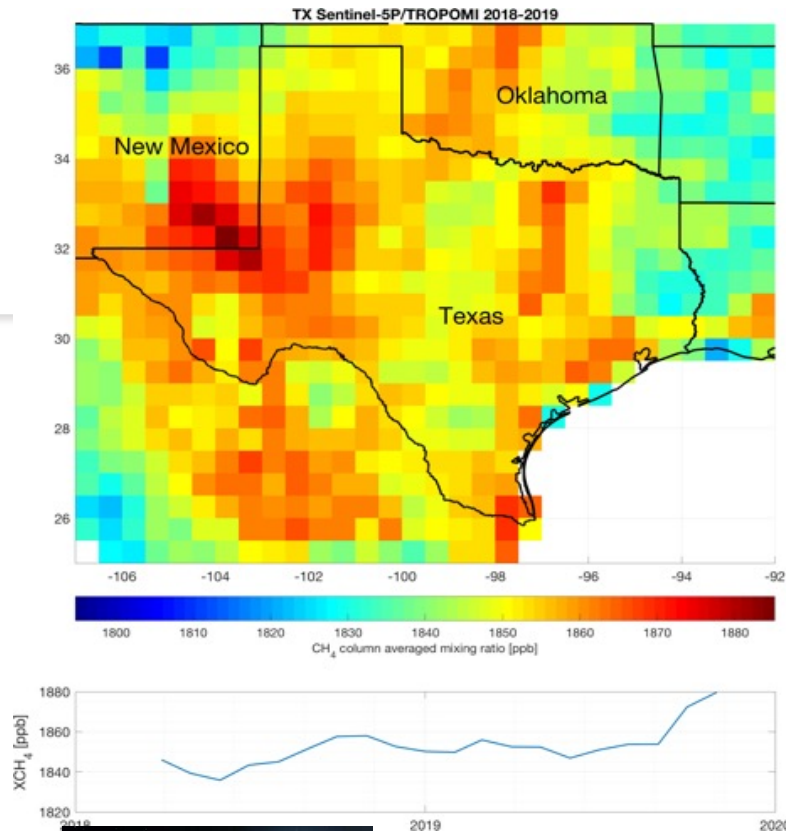 TX Sentinel-5P/TROPOMI 2018-2019
36
34
32
30
28
26
Oklahoma
New Mexico
Texas
-106 -104 -102 -100 -98 -96 -94 -92
1800 1810 1820 1830 1840 1850 1860 1870 1880
CH4 column averaged mixing ratio [ppb]
XCH4 [ppb]
1880
1860
1840
1820
2018 2019 2020